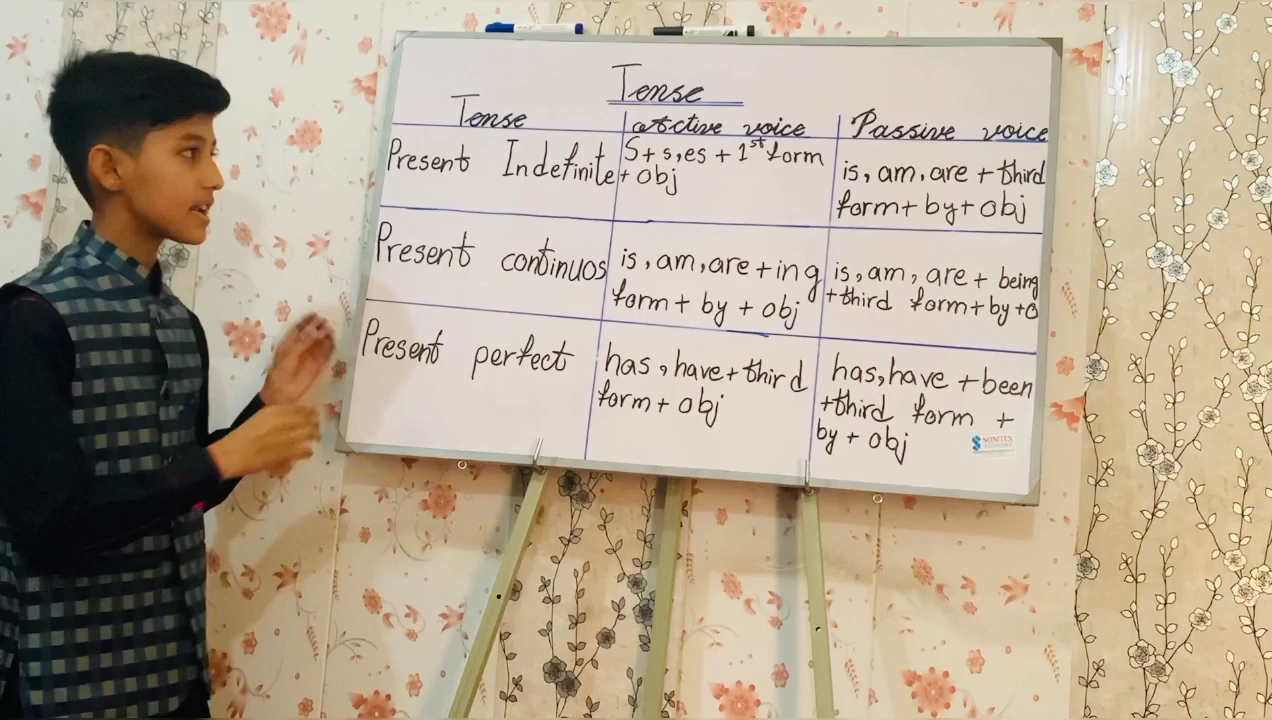 Tense
Tense
Active voice
Passive voice
Present Indefinite
S+s,es + 1st form
+ obj
is, am, are + third
form + by + obj
Present continuos
is, am, are + ing
form + by + obj
is, am, are + being
+third form + by + o
Present perfect
has, have + third
form + obj
has, have + been
+third form +
by + obj
SONITEX